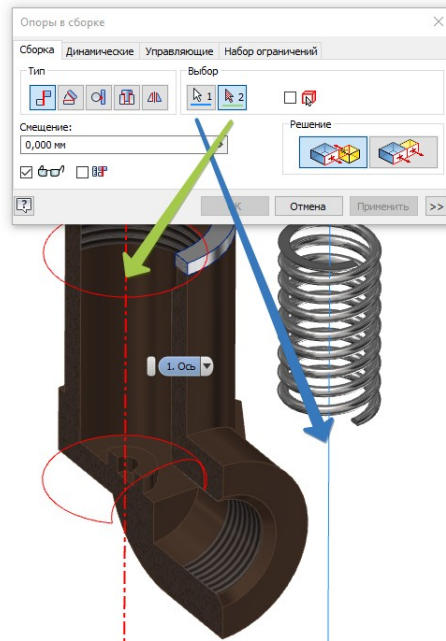 Опоры в сборке
Сборка Динамические Управляющие Набор ограничений
Тип Выбор
1 2
Смещение:
0,000 мм >
Решение
? Отмена Применить >>
1. Ось